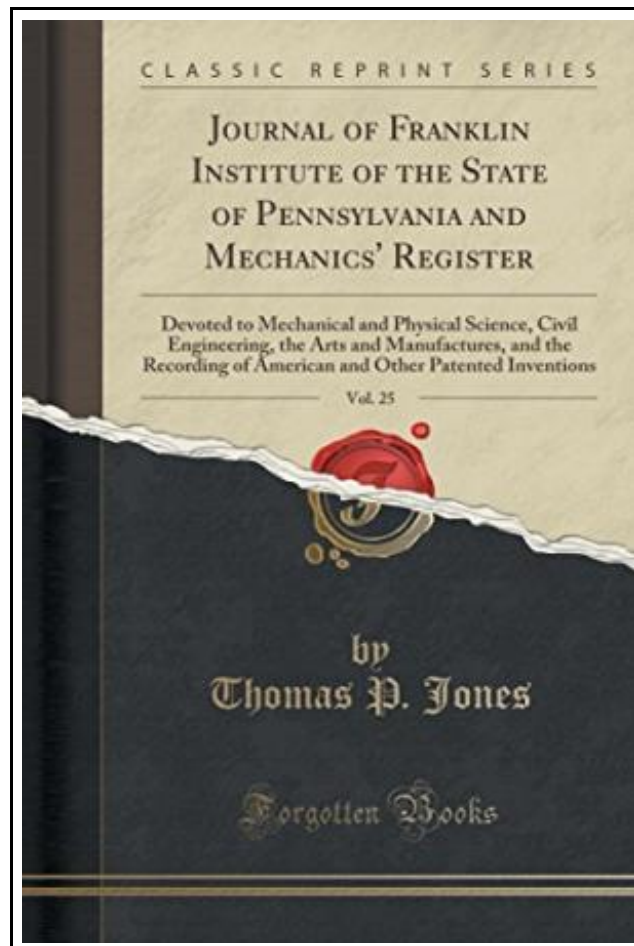 CLASSIC REPRINT SERIES
JOURNAL OF FRANKLIN
INSTITUTE OF THE STATE
OF PENNSYLVANIA AND
MECHANICS' REGISTER
Devoted to Mechanical and Physical Science, Civil
Engineering, the Arts and Manufactures, and the
Recording of American and Other Patented Inventions
Vol. 25
by
Thomas P. Jones
Forgotten Books